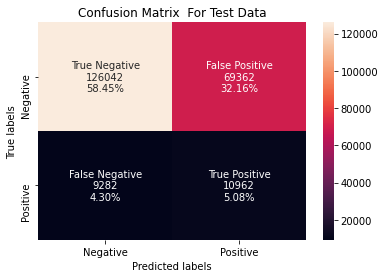 Confusion Matrix For Test Data
True Negative
126042
58.45%
False Positive
69362
32.16%
False Negative
9282
4.30%
True Positive
10962
5.08%
Negative
Positive
True labels
Negative
Positive
Predicted labels
120000
100000
80000
60000
40000
20000